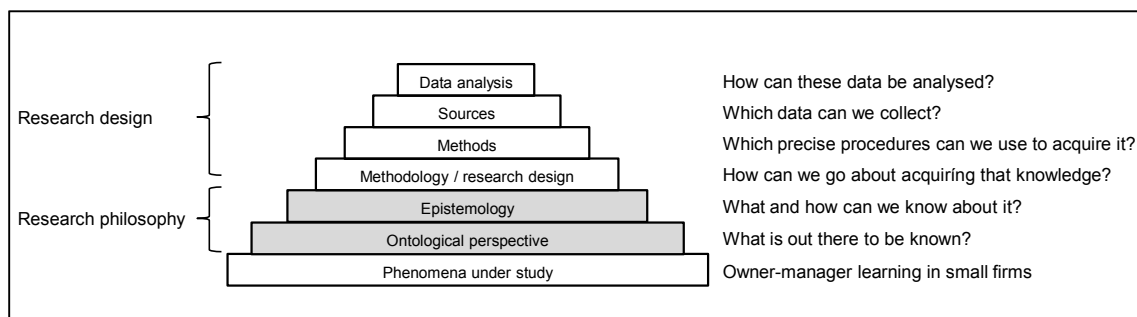 Data analysis How can these data be analysed?
Research design Sources Which data can we collect?
Methods Which precise procedures can we use to acquire it?
Methodology / research design How can we go about acquiríng that knowledge?
Research philosophy Epistemology What and how can we know about it?
Ontological perspective What is out there to be known?
Phenomena under study Owner-manager learning in small firms